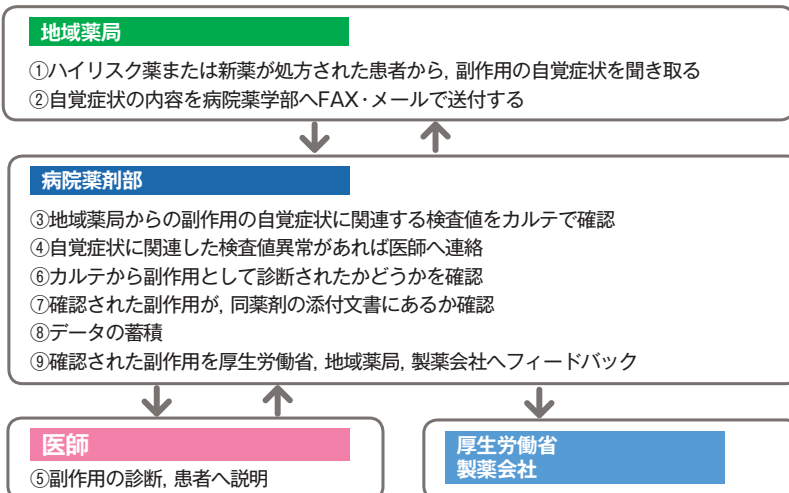 地域薬局
①ハイリスク薬または新薬が処方された患者から, 副作用の自覚症状を聞き取る
②自覚症状の内容を病院薬学部へFAX・メールで送付する
病院薬剤部
③地域薬局からの副作用の自覚症状に関連する検査値をカルテで確認
④自覚症状に関連した検査値異常があれば医師へ連絡
⑥カルテから副作用として診断されたかどうかを確認
⑦確認された副作用が, 同薬剤の添付文書にあるか確認
⑧データの蓄積
⑨確認された副作用を厚生労働省, 地域薬局, 製薬会社へフィードバック
医師
⑤副作用の診断, 患者へ説明
厚生労働省
製薬会社